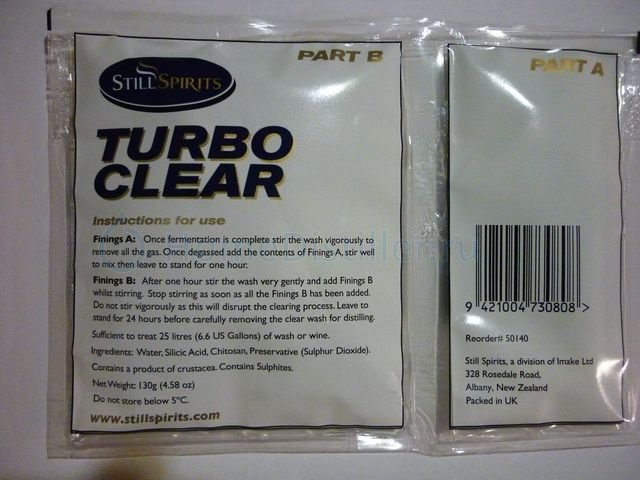 PART B
STILL SPIRITS
TURBO
CLEAR
Instructions for use
Finings A: Once fermentation is complete stir the wash vigorously to
remove all the gas. Once degassed add the contents of Finings A, stir well
to mix then leave to stand for one hour.
Finings B: After one hour stir the wash very gently and add Finings B
whilst stirring. Stop stirring as soon as all the Finings B has been added.
Do not stir vigorously as this will disrupt the clearing process. Leave to
stand for 24 hours before carefully removing the clear wash for distilling.
Sufficient to treat 25 litres (6.6 US Gallons) of wash or wine.
Ingredients: Water, Silicic Acid, Chitosan, Preservative (Sulphur Dioxide).
Contains a product of crustacea. Contains Sulphites.
Net Weight: 130g (4.58 oz)
Do not store below 5°C.
www.stillspirits.com
PART A
9 421004 730808 >
Reorder# 50140
Still Spirits, a division of Imake Ltd
328 Rosedale Road,
Albany, New Zealand
Packed in UK